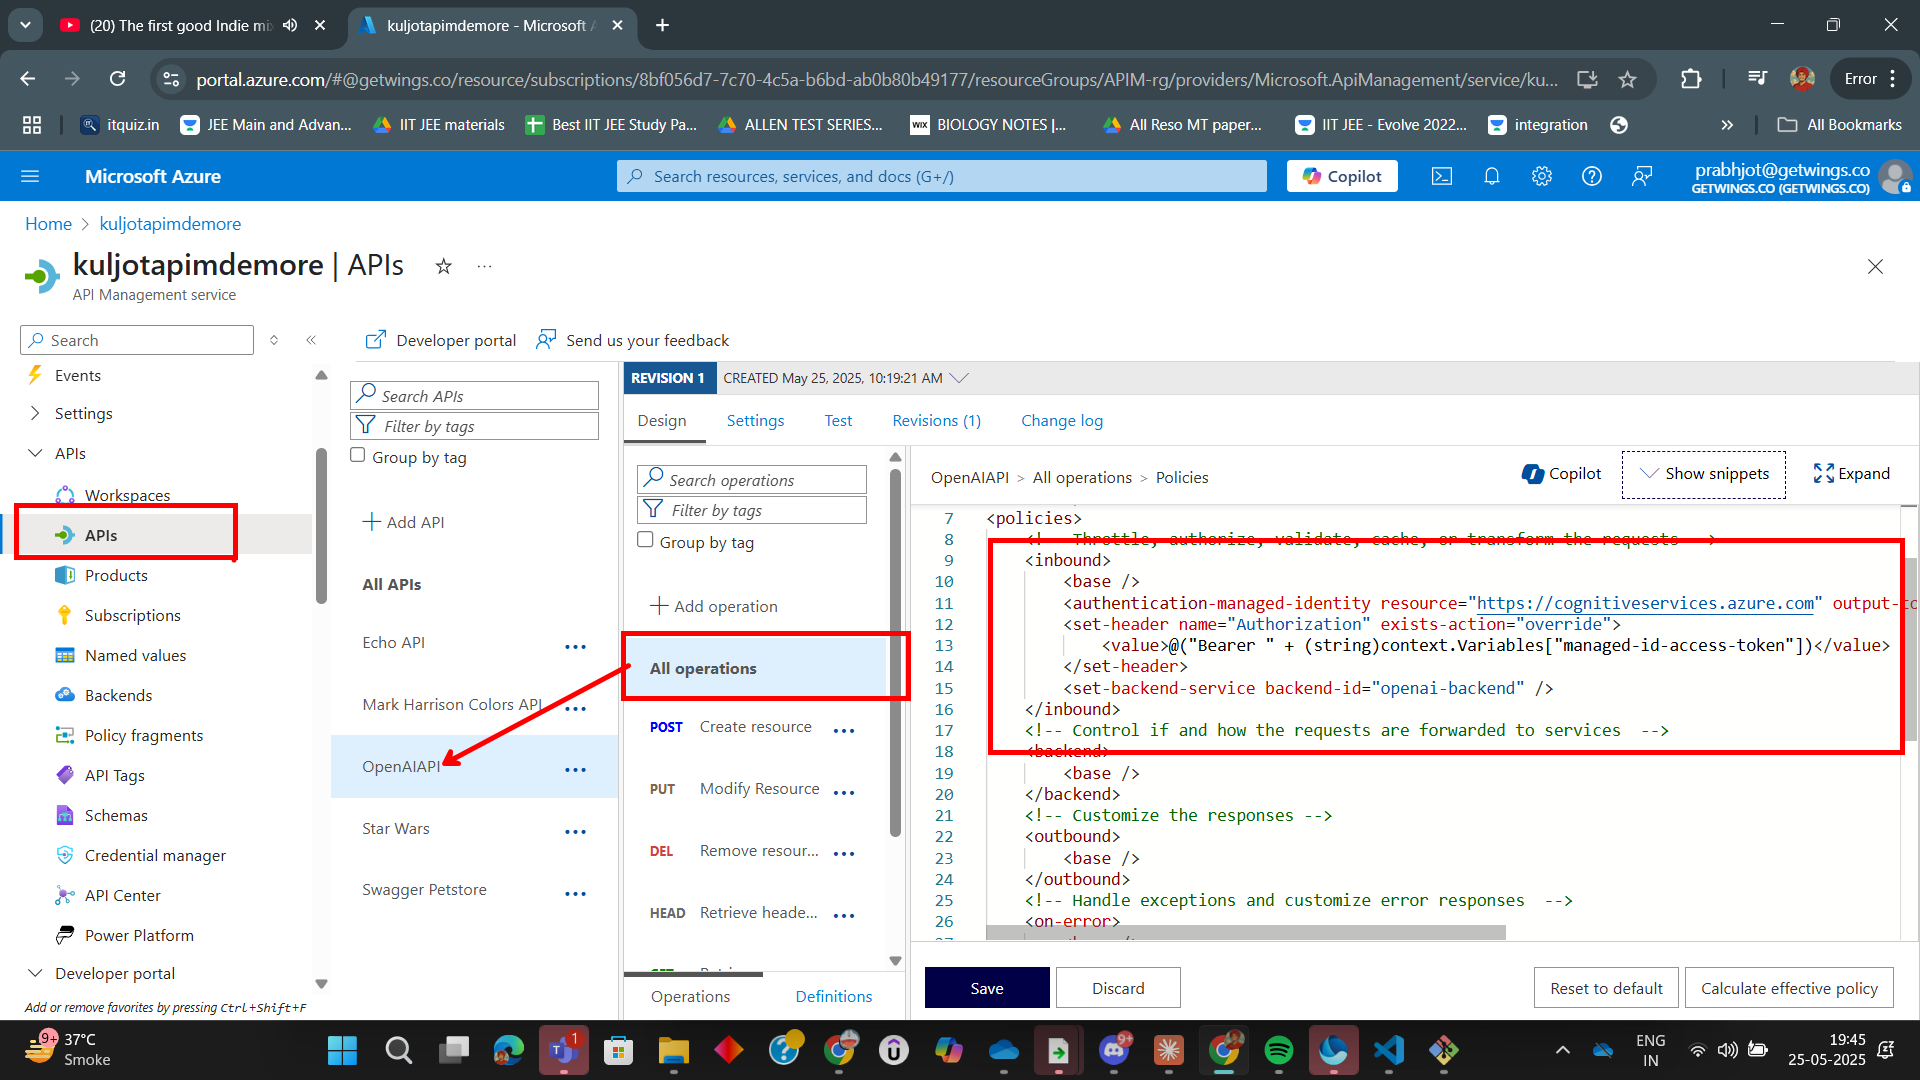 (20) The first good Indie mix
kuljotapimdemore - Microsoft A
portal.azure.com/#@getwings.co/resource/subscriptions/8bf056d7-7c70-4c5a-b6bd-ab0b80b49177/resourceGroups/APIM-rg/providers/Microsoft.ApiManagement/service/ku...
Error
itquiz.in
JEE Main and Advan...
IIT JEE materials
Best IIT JEE Study Pa...
ALLEN TEST SERIES...
WIX
BIOLOGY NOTES |...
All Reso MT paper...
IIT JEE - Evolve 2022...
integration
All Bookmarks
Microsoft Azure
Search resources, services, and docs (G+/)
Copilot
prabhjot@getwings.co
GETWINGS.CO (GETWINGS.CO)
Home > kuljotapimdemore
kuljotapimdemore | APIs
API Management service
Search
Developer portal
Send us your feedback
Events
Settings
APIs
Workspaces
APIs
Products
Subscriptions
Named values
Backends
Policy fragments
API Tags
Schemas
Credential manager
API Center
Power Platform
Developer portal
Add or remove favorites by pressing Ctrl+Shift+F
Search APIs
Filter by tags
Group by tag
Add API
All APIs
Echo API
Mark Harrison Colors API
OpenAIAPI
Star Wars
Swagger Petstore
REVISION 1
CREATED May 25, 2025, 10:19:21 AM
Design
Settings
Test
Revisions (1)
Change log
Search operations
Filter by tags
Group by tag
Add operation
All operations
POST Create resource
PUT Modify Resource
DEL Remove resour...
HEAD Retrieve heade...
Operations
Definitions
OpenAIAPI > All operations > Policies
Copilot
Show snippets
Expand
7 <policies>
8 <!-- Throttle, authorize, validate, cache, or transform the requests -->
9 <inbound>
10 <base />
11 <authentication-managed-identity resource="https://cognitiveservices.azure.com" output-to
12 <set-header name="Authorization" exists-action="override">
13 <value>@("Bearer " + (string)context.Variables["managed-id-access-token"])</value>
14 </set-header>
15 <set-backend-service backend-id="openai-backend" />
16 </inbound>
17 <!-- Control if and how the requests are forwarded to services -->
18 <backend>
19 <base />
20 </backend>
21 <!-- Customize the responses -->
22 <outbound>
23 <base />
24 </outbound>
25 <!-- Handle exceptions and customize error responses -->
26 <on-error>
Save
Discard
Reset to default
Calculate effective policy
9+
37°C
Smoke
1
9+
ENG
IN
19:45
25-05-2025